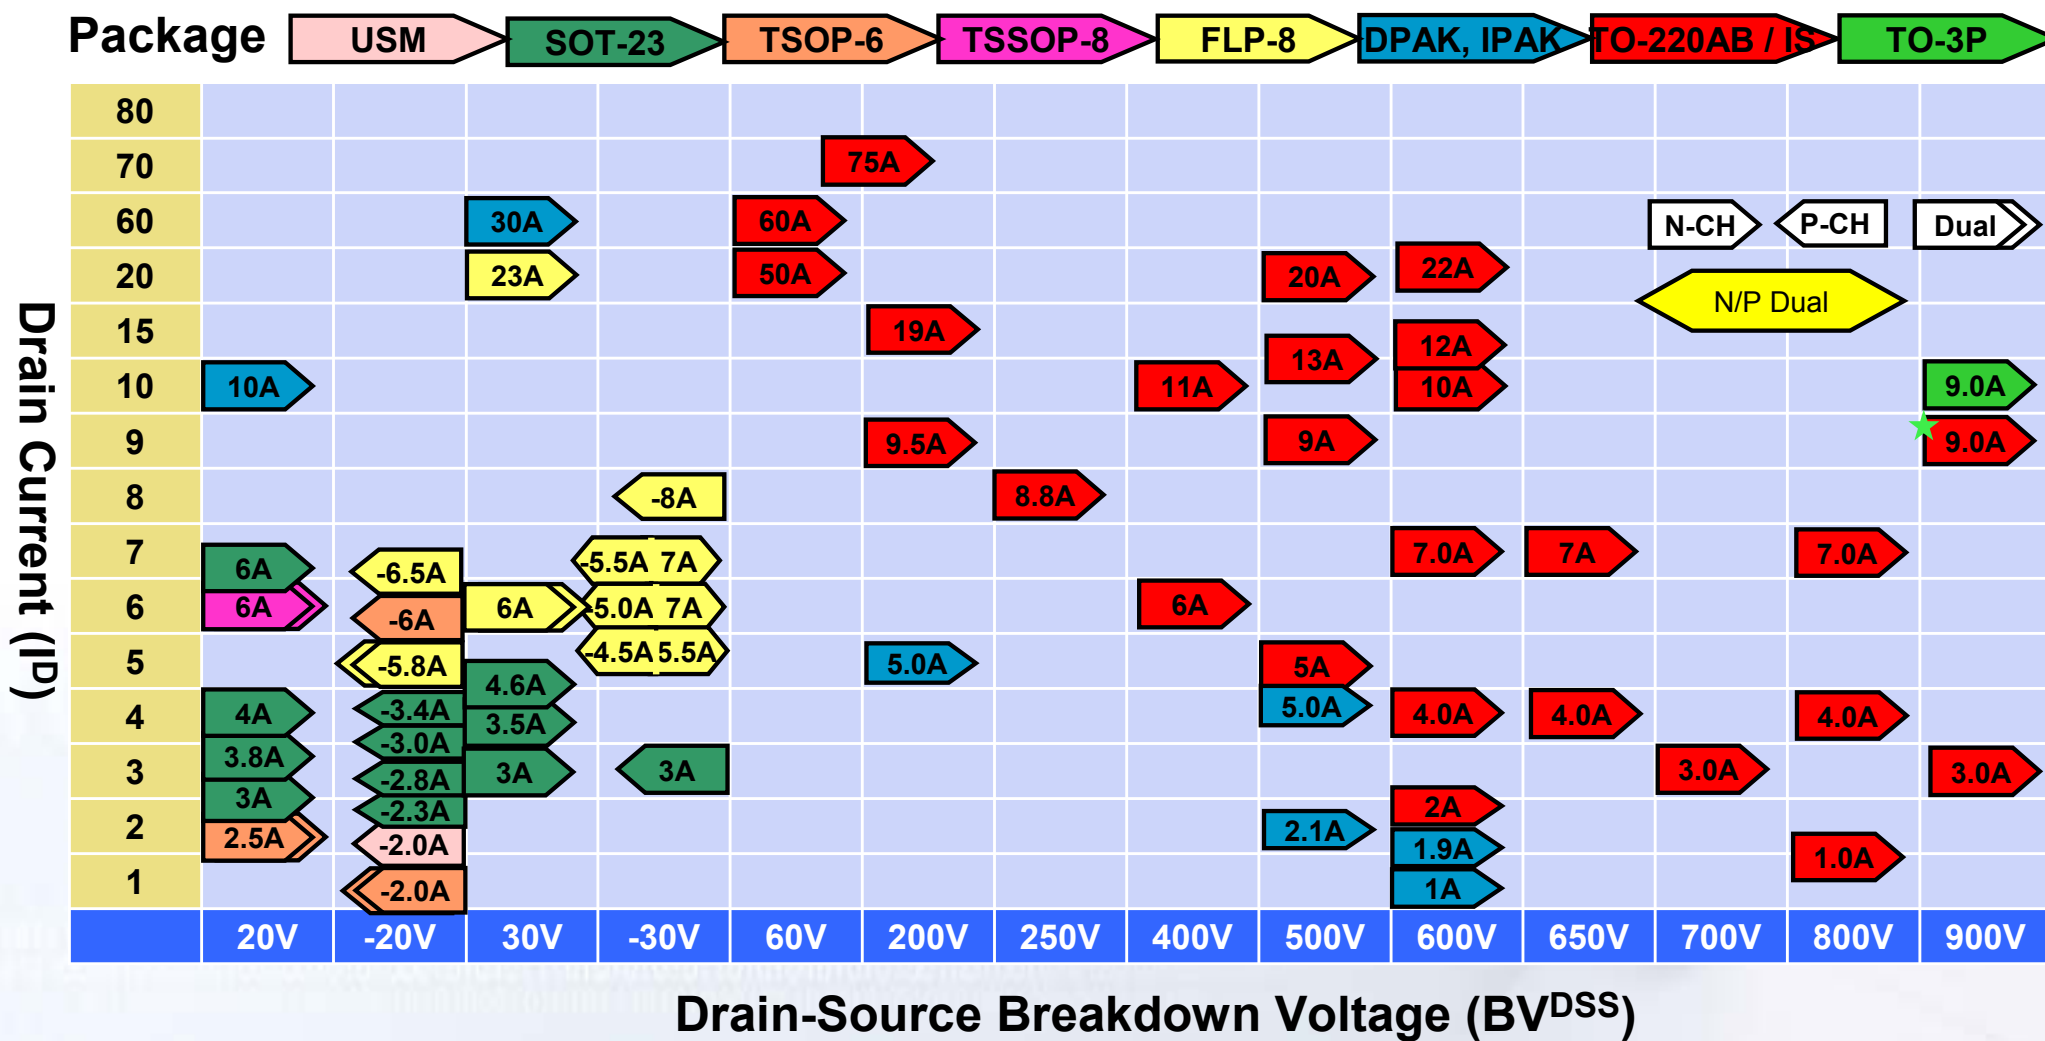 Package USM SOT-23 TSOP-6 TSSOP-8 FLP-8 DPAK, IPAK TO-220AB / IS TO-3P
80
70 75A
60 30A 60A N-CH P-CH Dual
20 23A 50A 20A 22A
N/P Dual
15 19A 13A 12A
10 10A 11A 10A 9.0A
9 9.5A 9A 9.0A
8 -8A 8.8A
7 6A -6.5A -5.5A 7A 7.0A 7A 7.0A
6 6A -6A 6A -5.0A 7A 6A
5 -5.8A -4.5A 5.5A 5.0A 5A
4.6A
4 4A -3.4A 3.5A 5.0A 4.0A 4.0A 4.0A
-3.0A
3 3.8A -2.8A 3A 3A 3.0A 3.0A
3A -2.3A 2A
2 2.5A -2.0A 2.1A 1.9A 1.0A
1 -2.0A 1A
20V -20V 30V -30V 60V 200V 250V 400V 500V 600V 650V 700V 800V 900V
Drain Current (ID)
Drain-Source Breakdown Voltage (BVDSS)